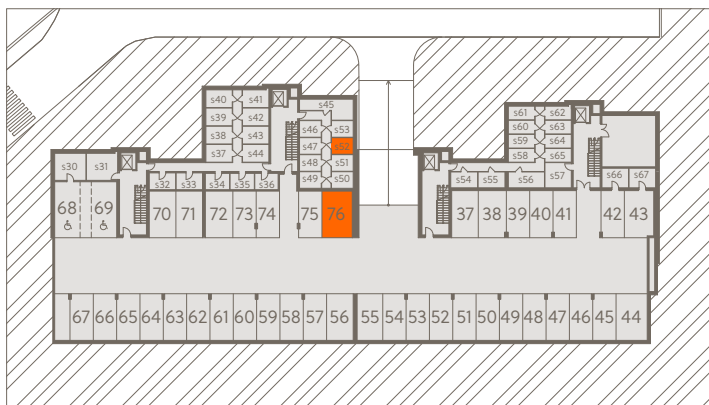 s40 s41
s39 s42
s38 s43
s37 s44
s45
s46 s53
s47 s52
s48 s51
s49 s50
s61 s62
s60 s63
s59 s64
s58 s65
s57
s30 s31
s32 s33 s34 s35 s36
s54 s55 s56
s66 s67
68 69 70 71 72 73 74 75 76
37 38 39 40 41 42 43
67 66 65 64 63 62 61 60 59 58 57 56
55 54 53 52 51 50 49 48 47 46 45 44